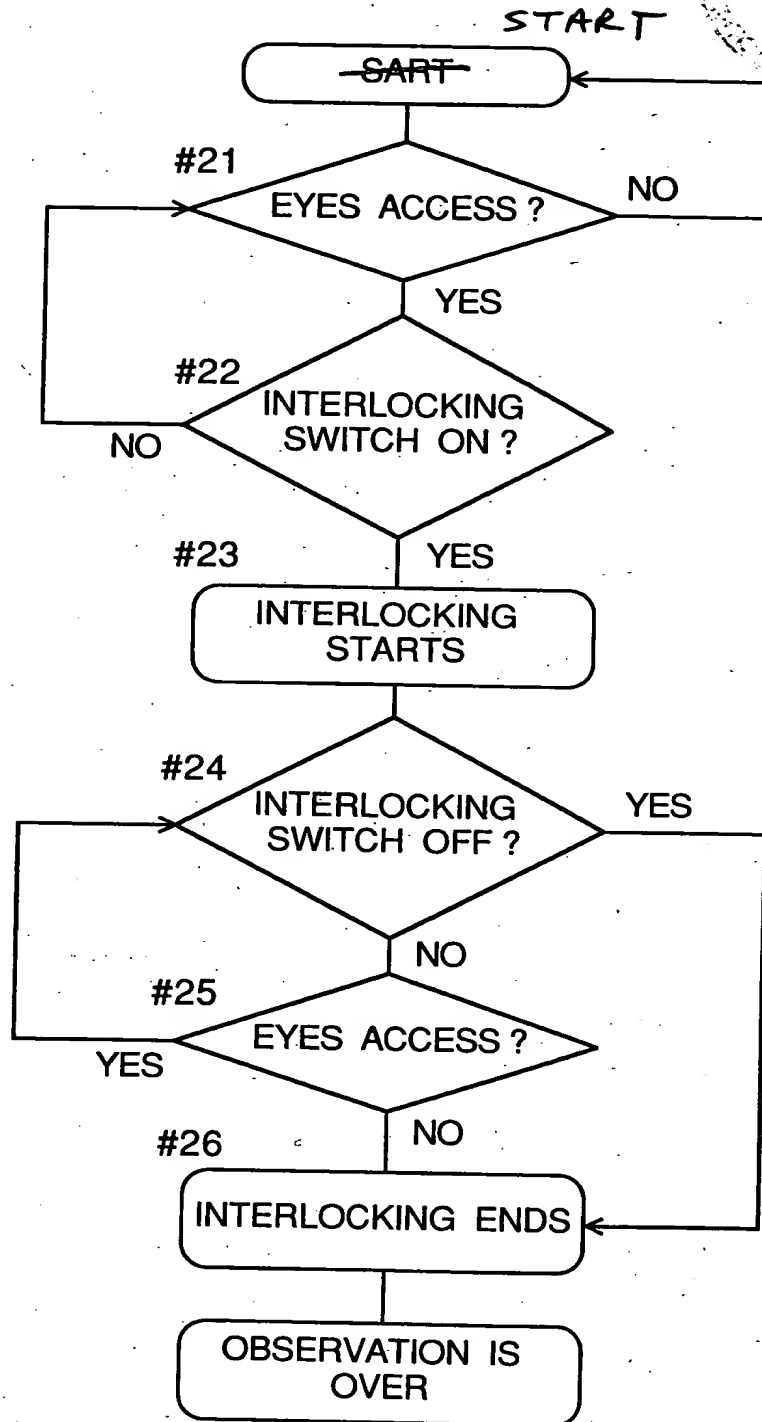 START
SART
#21
EYES ACCESS ?
NO
YES
#22
INTERLOCKING
SWITCH ON ?
NO
YES
#23
INTERLOCKING
STARTS
#24
INTERLOCKING
SWITCH OFF ?
YES
NO
#25
EYES ACCESS ?
YES
NO
#26
INTERLOCKING ENDS
OBSERVATION IS
OVER